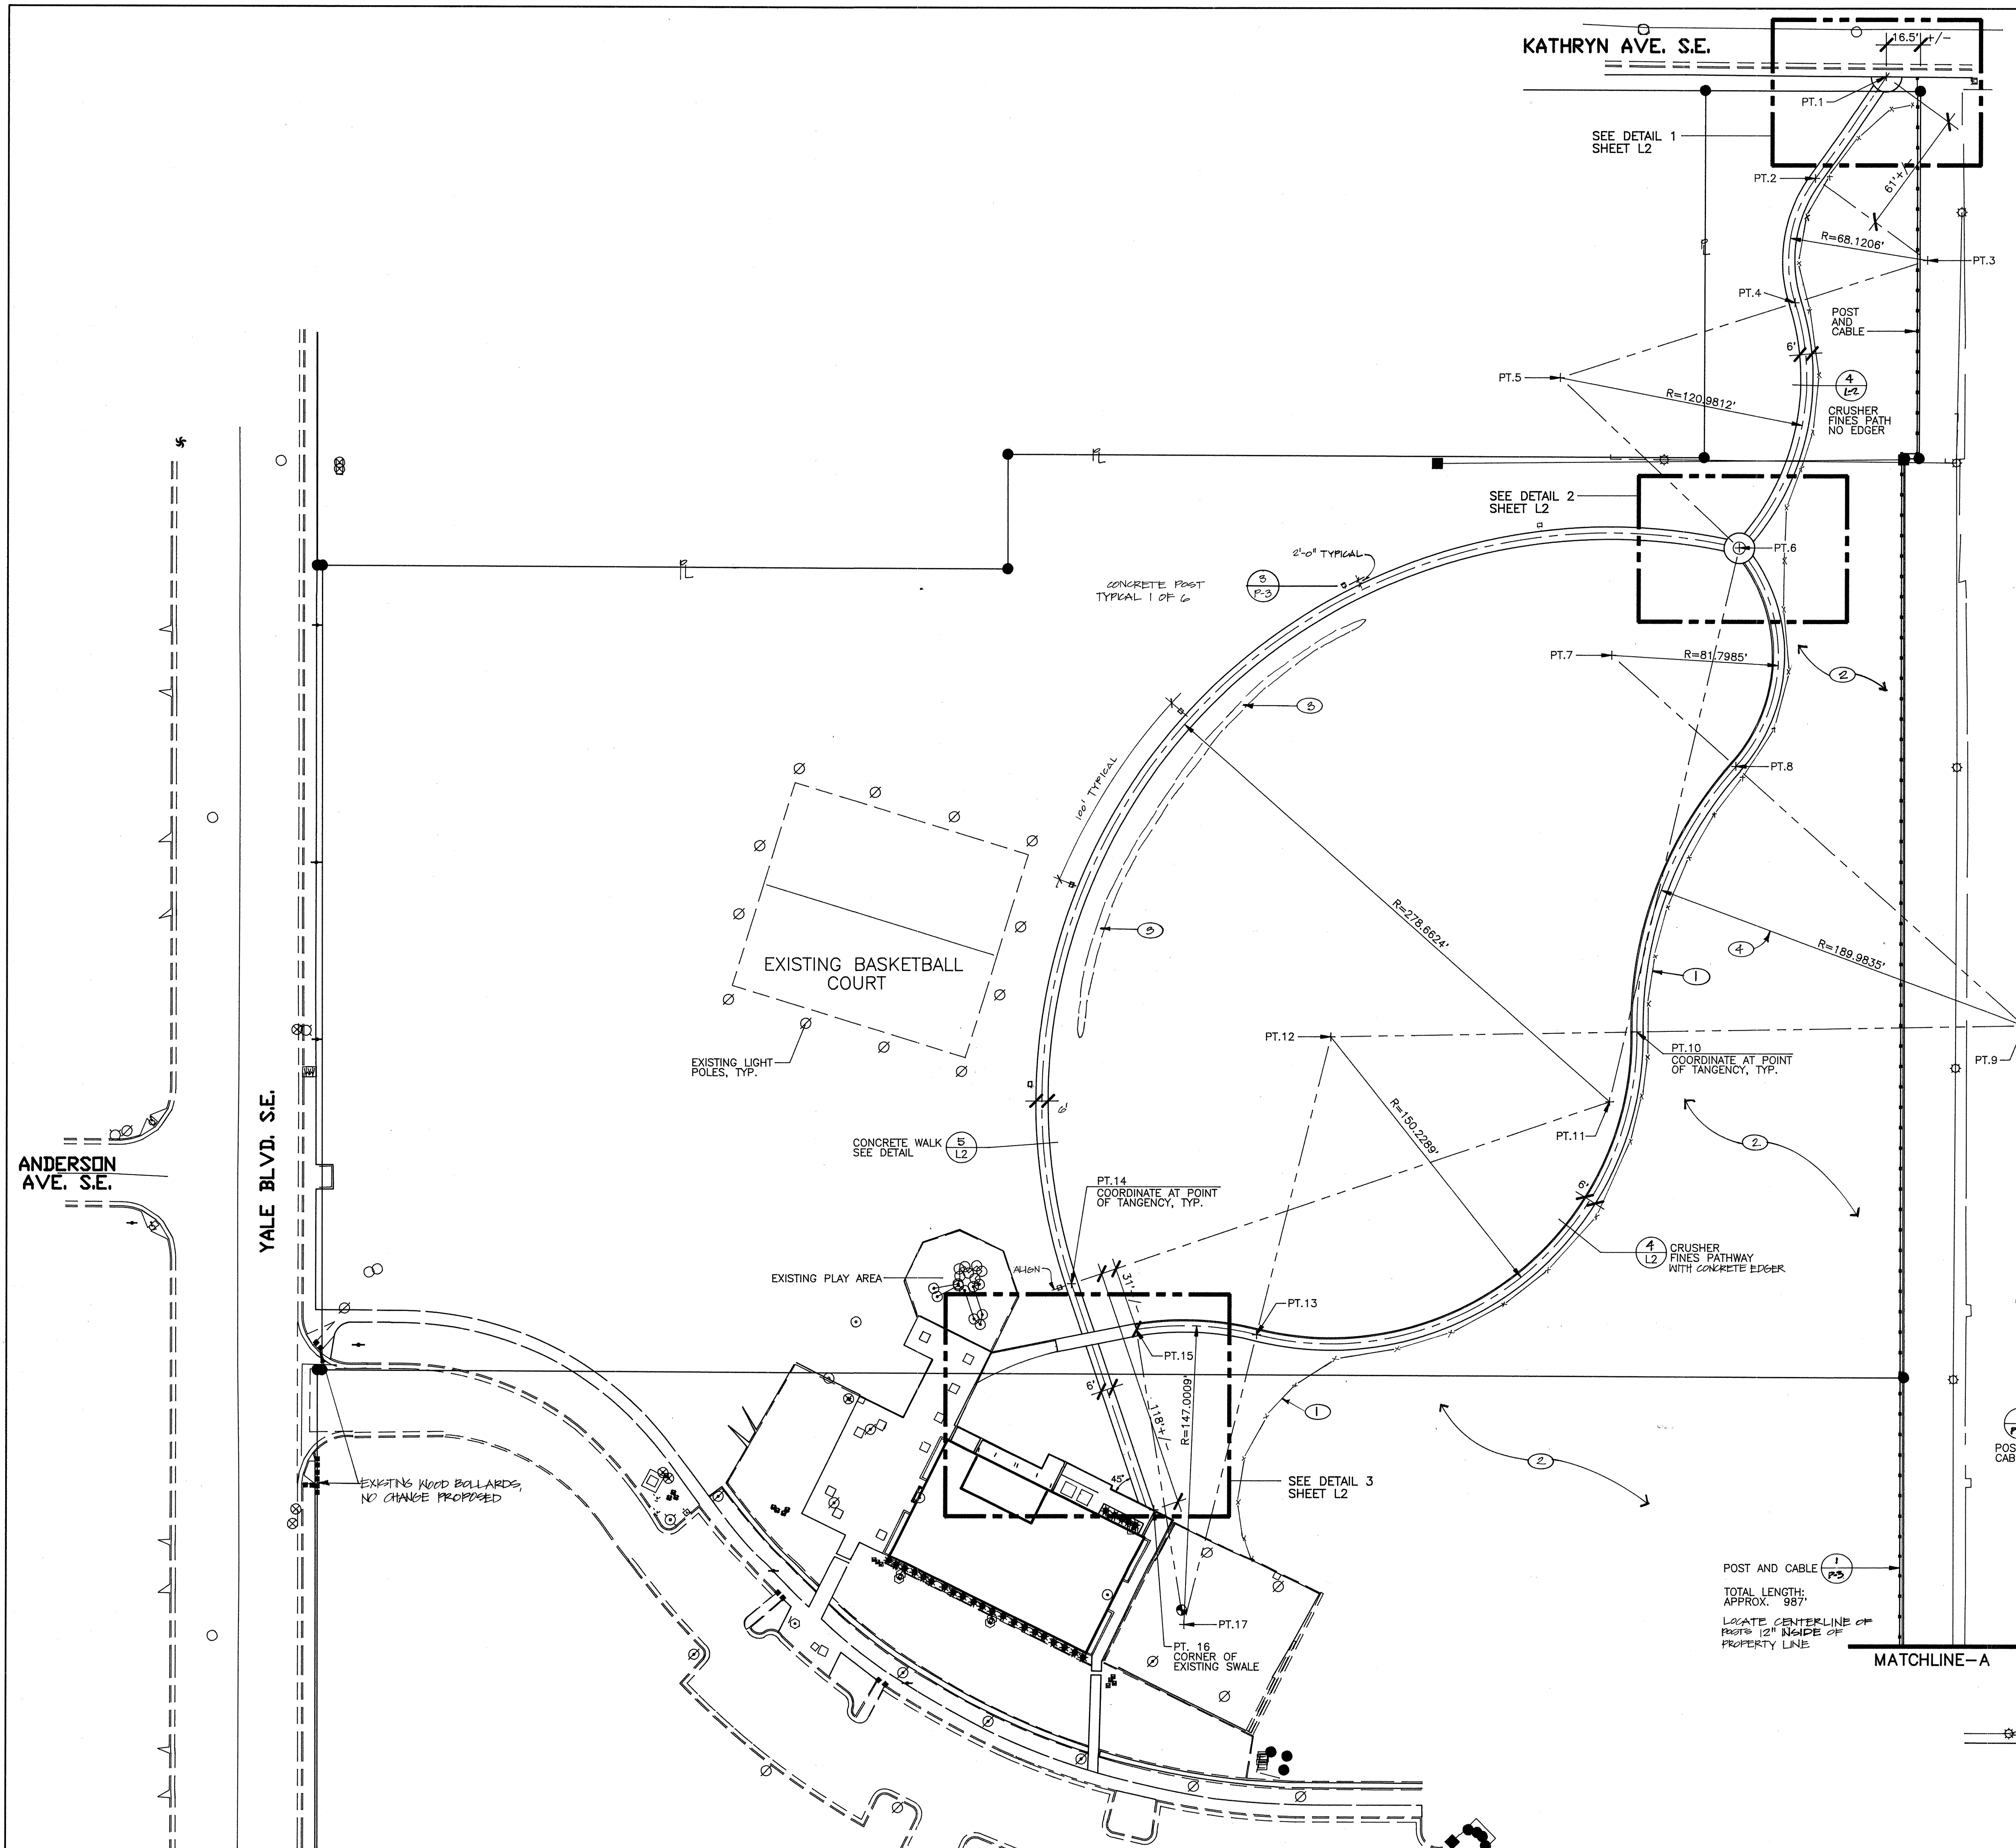 KATHRYN AVE. S.E.
16.5'+/-
PT.1
SEE DETAIL 1
SHEET L2
61'+/-
PT.2
R=68.1206'
PT.3
PL
PT.4
POST
AND
CABLE
6'
PT.5
4
L-2
R=120.9812'
CRUSHER
FINES PATH
NO EDGER
PL
SEE DETAIL 2
SHEET L2
PL
2'-0" TYPICAL
PT.6
CONCRETE POST
TYPICAL 1 OF 6
3
P-3
PT.7
R=81.7985'
2
3
100' TYPICAL
PT.8
R=278.6624'
3
4
R=189.9835'
EXISTING BASKETBALL
COURT
1
PT.12
PT.10
COORDINATE AT POINT
OF TANGENCY, TYP.
PT.9
EXISTING LIGHT
POLES, TYP.
YALE BLVD. S.E.
6'
R=150.2289'
PT.11
CONCRETE WALK
SEE DETAIL
5
L2
2
ANDERSON
AVE. S.E.
PT.14
COORDINATE AT POINT
OF TANGENCY, TYP.
6'
4
L2
CRUSHER
FINES PATHWAY
WITH CONCRETE EDGER
EXISTING PLAY AREA
ALIGN
31'+/-
PT.13
PT.15
6'
118'+/-
R=147.0009'
1
POS
CAB
2
45°
SEE DETAIL 3
SHEET L2
EXISTING WOOD BOLLARDS,
NO CHANGE PROPOSED
POST AND CABLE
1
P-3
TOTAL LENGTH:
APPROX. 987'
LOCATE CENTERLINE OF
POSTS 12" INSIDE OF
PROPERTY LINE
PT.17
PT. 16
CORNER OF
EXISTING SWALE
MATCHLINE-A